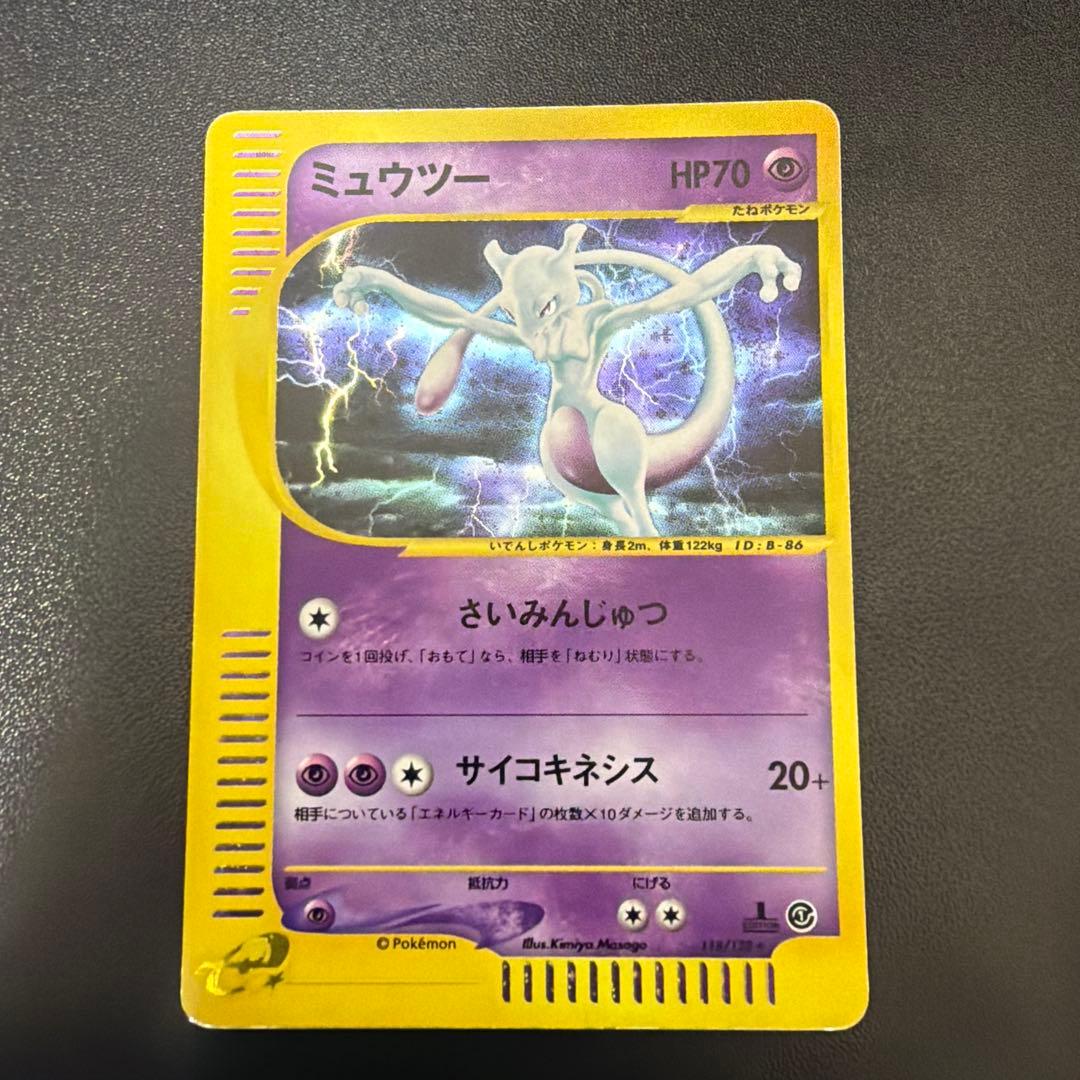 ミュウツー HP70
たねポケモン
いでんしポケモン：身長2m、体重122kg ID：B-86
さいみんじゅつ
コインを1回投げ、「おもて」なら、相手を「ねむり」状態にする。
サイコキネシス 20+
相手についている「エネルギーカード」の枚数×10ダメージを追加する。
弱点 抵抗力 にげる
1
EDITION
© Pokémon Illus. Kimiya Masago 118/128